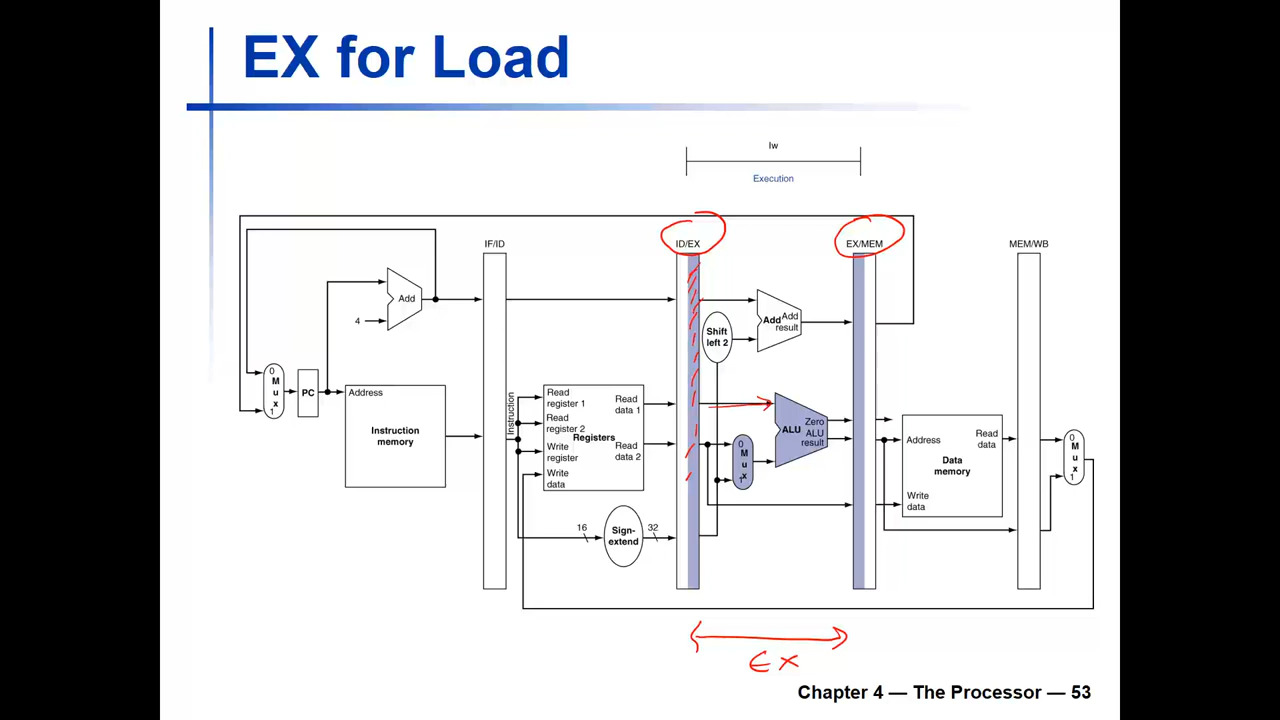 EX for Load
lw
Execution
IF/ID
ID/EX
EX/MEM
MEM/WB
Add
4
Shift
left 2
Add Add
result
0
M
u
x
1
PC
Address
Instruction
memory
Instruction
Read
register 1
Read
register 2
Registers
Write
register
Write
data
Read
data 1
Read
data 2
16
Sign-
extend
32
0
M
u
x
1
Zero
ALU ALU
result
Address
Read
data
Data
memory
Write
data
0
M
u
x
1
EX
Chapter 4 — The Processor — 53